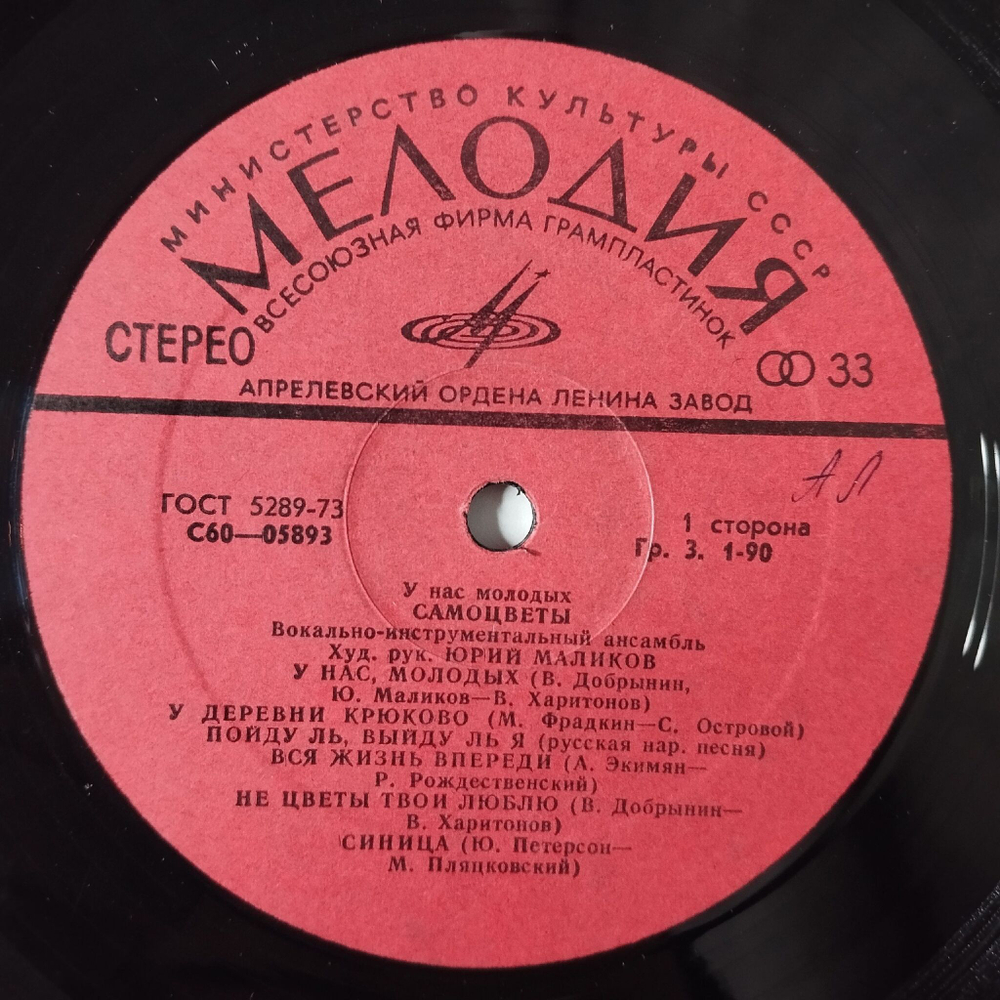 МИНИСТЕРСТВО КУЛЬТУРЫ СССР
МЕЛОДИЯ
ВСЕСОЮЗНАЯ ФИРМА ГРАМПЛАСТИНОК
СТЕРЕО
33
АПРЕЛЕВСКИЙ ОРДЕНА ЛЕНИНА ЗАВОД
АЛ
ГОСТ 5289-73
С60—05893
1 сторона
Гр. 3. 1-90
У нас молодых
САМОЦВЕТЫ
Вокально-инструментальный ансамбль
Худ. рук. ЮРИЙ МАЛИКОВ
У НАС, МОЛОДЫХ (В. Добрынин,
Ю. Маликов—В. Харитонов)
У ДЕРЕВНИ КРЮКОВО (М. Фрадкин—С. Островой)
ПОЙДУ ЛЬ, ВЫЙДУ ЛЬ Я (русская нар. песня)
ВСЯ ЖИЗНЬ ВПЕРЕДИ (А. Экимян—
Р. Рождественский)
НЕ ЦВЕТЫ ТВОИ ЛЮБЛЮ (В. Добрынин—
В. Харитонов)
СИНИЦА (Ю. Петерсон—
М. Пляцковский)